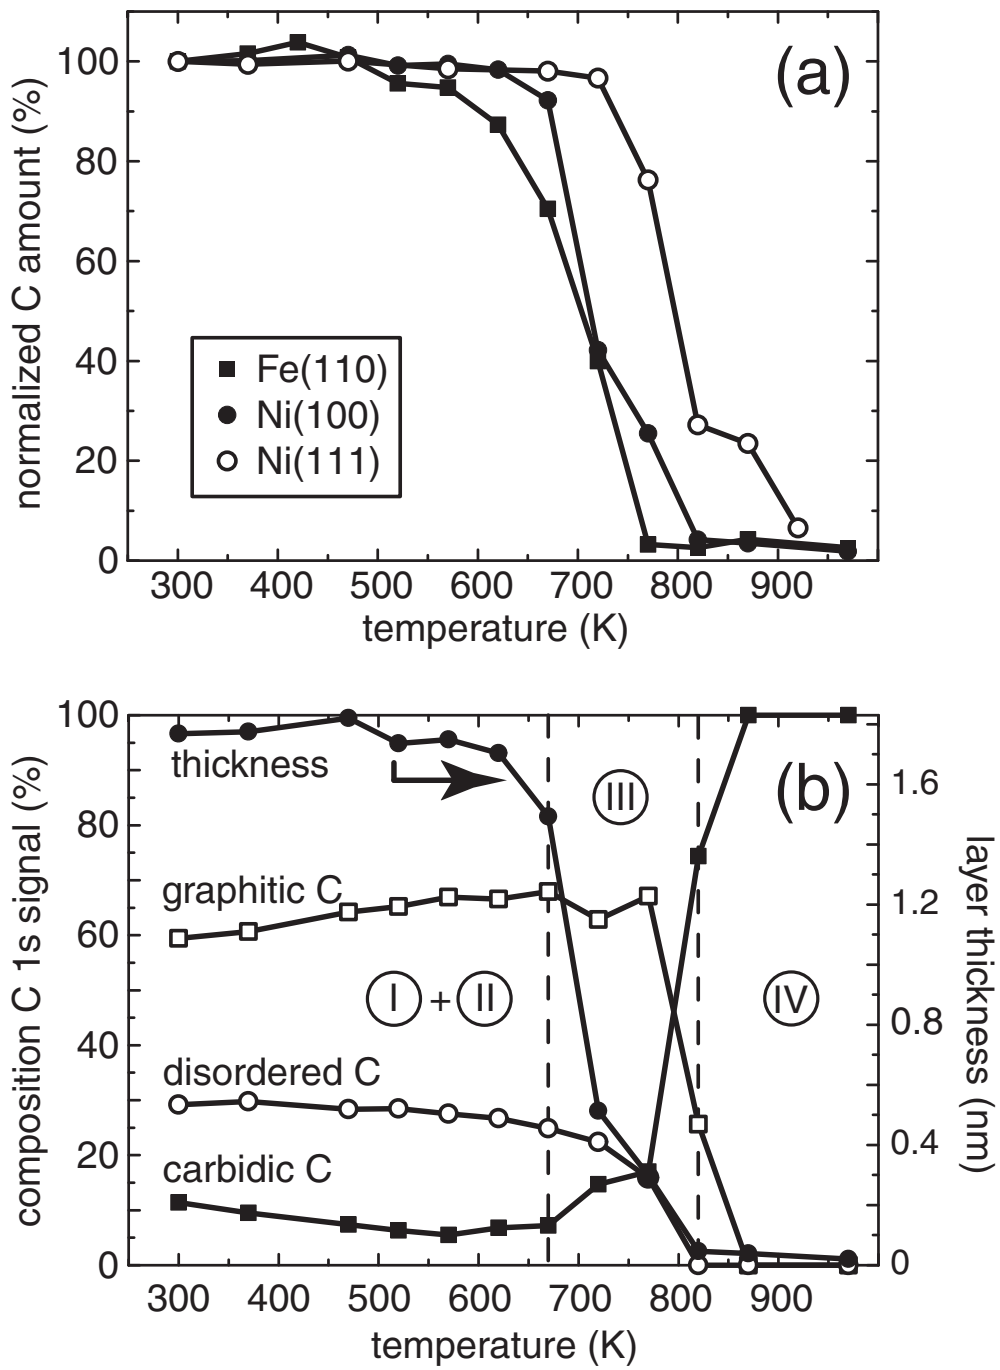 (a)
normalized C amount (%)
100
80
60
40
20
0
Fe(110)
Ni(100)
Ni(111)
300 400 500 600 700 800 900
temperature (K)
(b)
composition C 1s signal (%)
100
80
60
40
20
0
thickness
III
graphitic C
I + II
IV
disordered C
carbidic C
1.6
1.2
0.8
0.4
0
layer thickness (nm)
300 400 500 600 700 800 900
temperature (K)